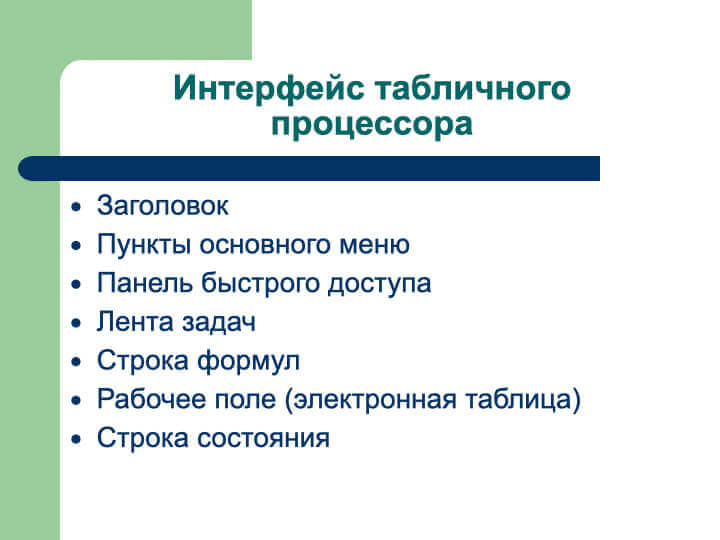 Интерфейс табличного
процессора
• Заголовок
• Пункты основного меню
• Панель быстрого доступа
• Лента задач
• Строка формул
• Рабочее поле (электронная таблица)
• Строка состояния